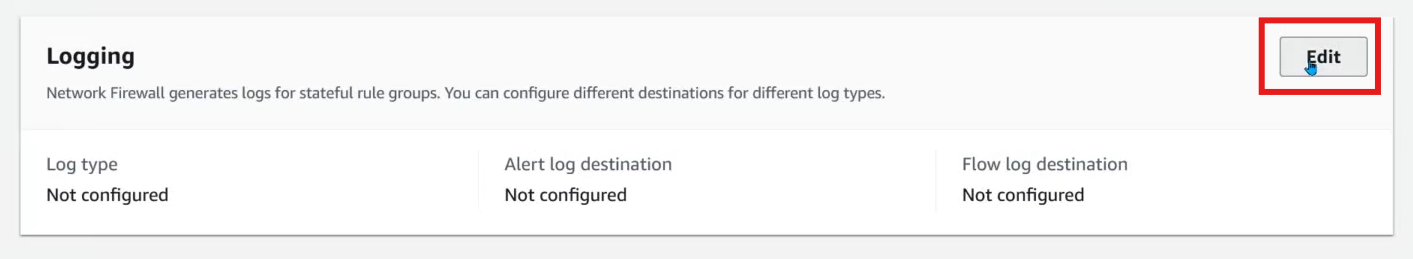 Logging
Edit
Network Firewall generates logs for stateful rule groups. You can configure different destinations for different log types.
Log type
Not configured
Alert log destination
Not configured
Flow log destination
Not configured